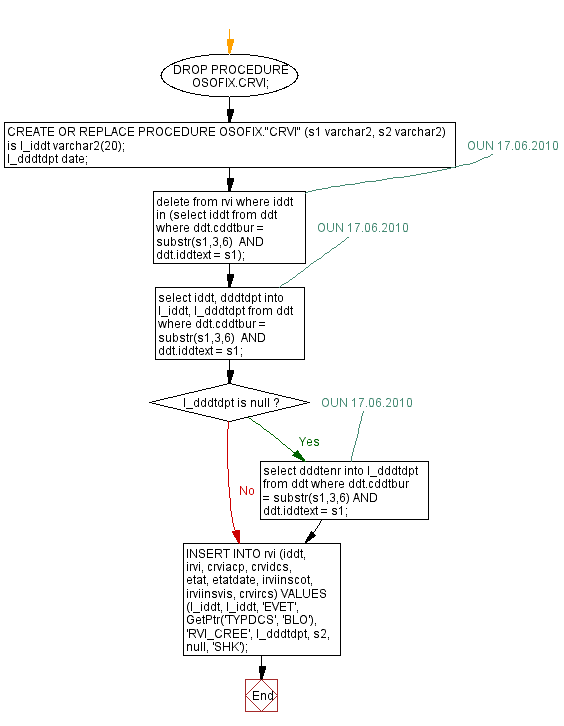 DROP PROCEDURE
OSOFIX.CRVI;
CREATE OR REPLACE PROCEDURE OSOFIX."CRVI" (s1 varchar2, s2 varchar2)
is l_iddt varchar2(20);
l_dddtdpt date;
OUN 17.06.2010
delete from rvi where iddt
in (select iddt from ddt
where ddt.cddtbur =
substr(s1,3,6)  AND
ddt.iddtext = s1);
OUN 17.06.2010
select iddt, dddtdpt into
l_iddt, l_dddtdpt from ddt
where ddt.cddtbur =
substr(s1,3,6)  AND
ddt.iddtext = s1;
l_dddtdpt is null ?
OUN 17.06.2010
Yes
select dddtenr into l_dddtdpt
from ddt where ddt.cddtbur
= substr(s1,3,6) AND
ddt.iddtext = s1;
No
INSERT INTO rvi (iddt,
irvi, crviacp, crvidcs,
etat, etatdate, irviinscot,
irviinsvis, crvircs) VALUES
(l_iddt, l_iddt, 'EVET',
GetPtr('TYPDCS', 'BLO'),
'RVI_CREE', l_dddtdpt, s2,
null, 'SHK');
End